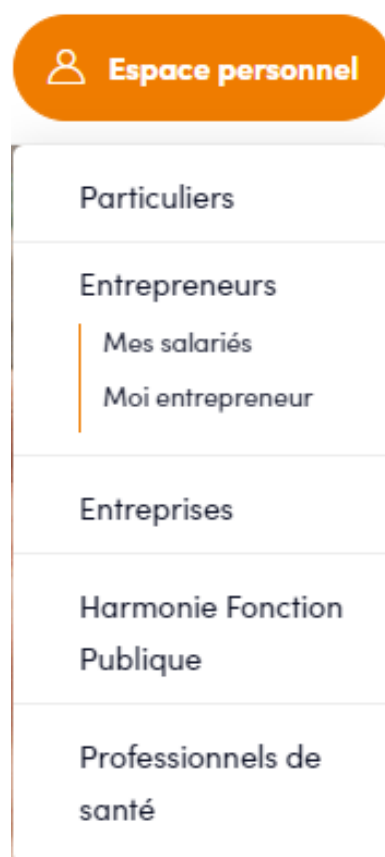 Espace personnel
Particuliers
Entrepreneurs
Mes salariés
Moi entrepreneur
Entreprises
Harmonie Fonction
Publique
Professionnels de
santé